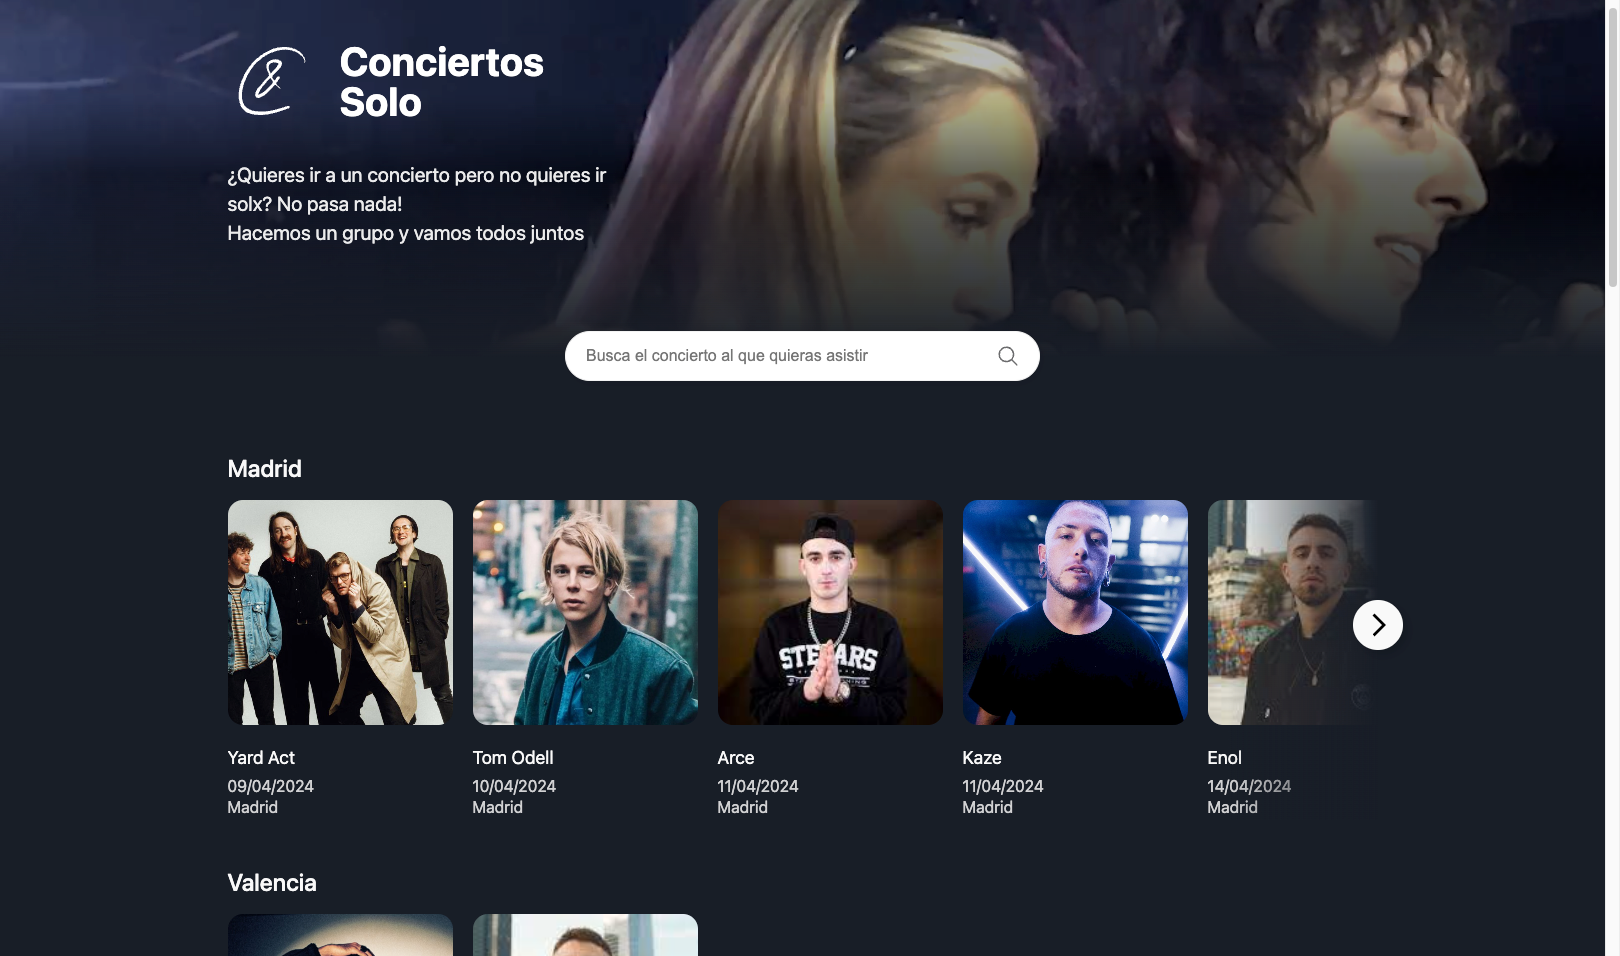 Conciertos
Solo
¿Quieres ir a un concierto pero no quieres ir
solx? No pasa nada!
Hacemos un grupo y vamos todos juntos
Busca el concierto al que quieras asistir
Madrid
Yard Act
09/04/2024
Madrid
Tom Odell
10/04/2024
Madrid
Arce
11/04/2024
Madrid
Kaze
11/04/2024
Madrid
Enol
14/04/2024
Madrid
Valencia